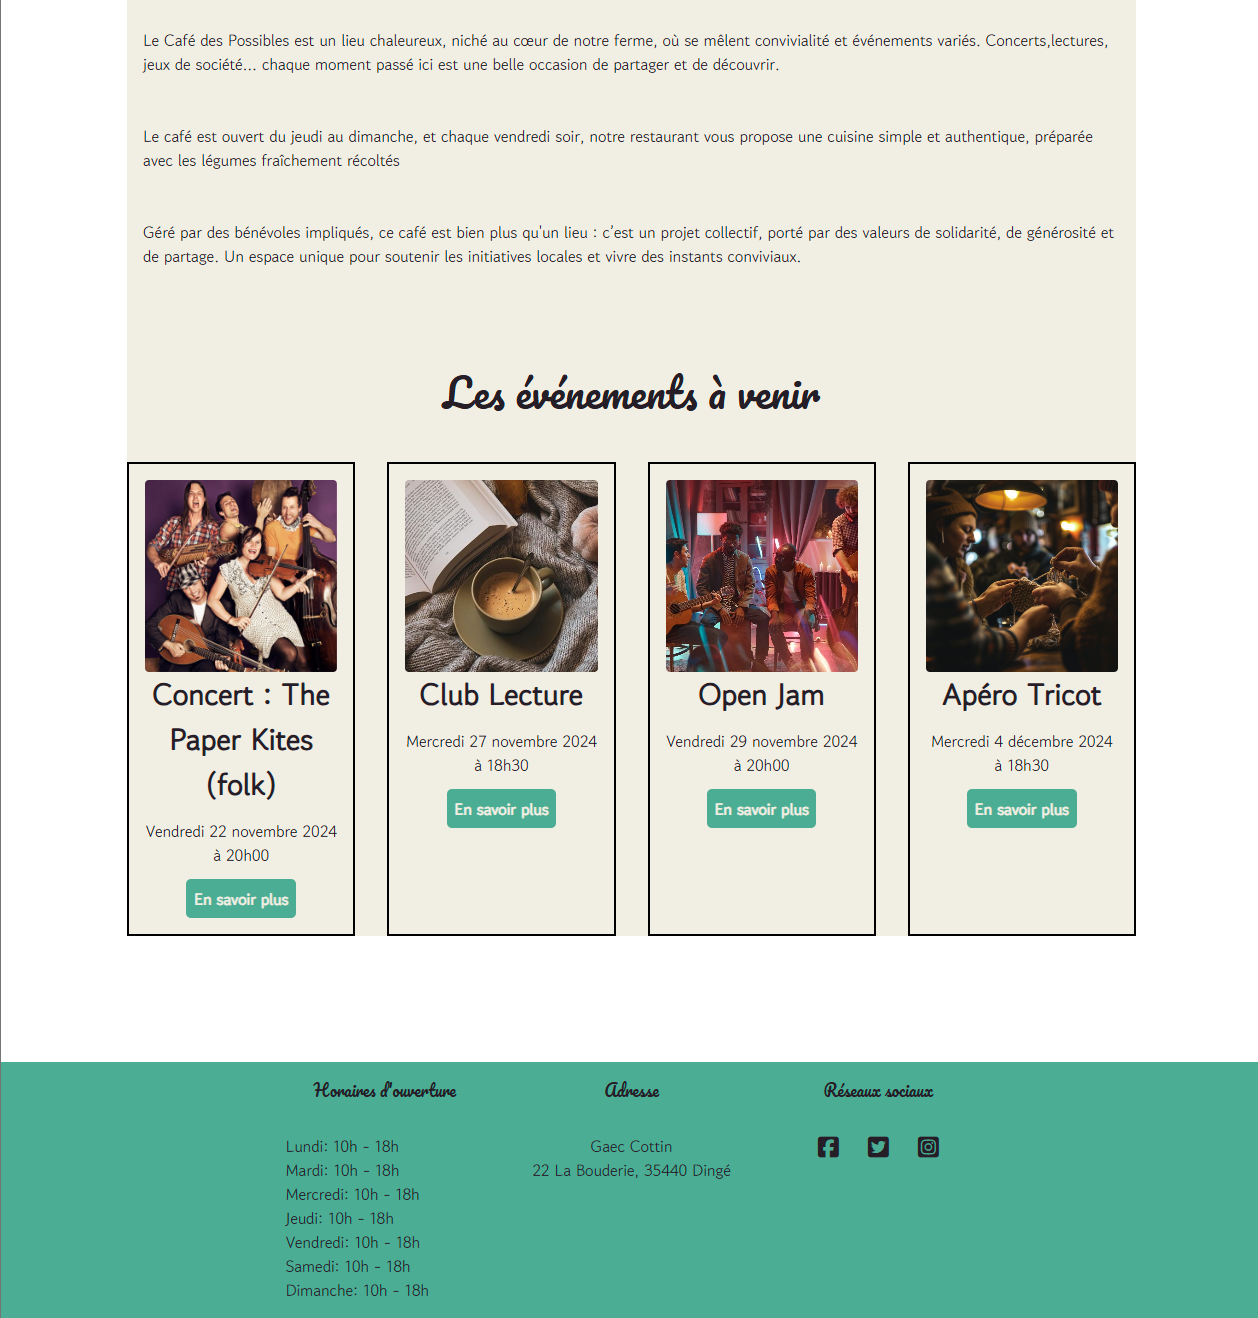 Le Café des Possibles est un lieu chaleureux, niché au cœur de notre ferme, où se mêlent convivialité et événements variés. Concerts,lectures,
jeux de société... chaque moment passé ici est une belle occasion de partager et de découvrir.
Le café est ouvert du jeudi au dimanche, et chaque vendredi soir, notre restaurant vous propose une cuisine simple et authentique, préparée
avec les légumes fraîchement récoltés
Géré par des bénévoles impliqués, ce café est bien plus qu'un lieu : c'est un projet collectif, porté par des valeurs de solidarité, de générosité et
de partage. Un espace unique pour soutenir les initiatives locales et vivre des instants conviviaux.
Les événements à venir
Concert : The
Paper Kites
(folk)
Vendredi 22 novembre 2024
à 20h00
En savoir plus
Club Lecture
Mercredi 27 novembre 2024
à 18h30
En savoir plus
Open Jam
Vendredi 29 novembre 2024
à 20h00
En savoir plus
Apéro Tricot
Mercredi 4 décembre 2024
à 18h30
En savoir plus
Horaires d'ouverture
Lundi: 10h - 18h
Mardi: 10h - 18h
Mercredi: 10h - 18h
Jeudi: 10h - 18h
Vendredi: 10h - 18h
Samedi: 10h - 18h
Dimanche: 10h - 18h
Adresse
Gaec Cottin
22 La Bouderie, 35440 Dingé
Réseaux sociaux